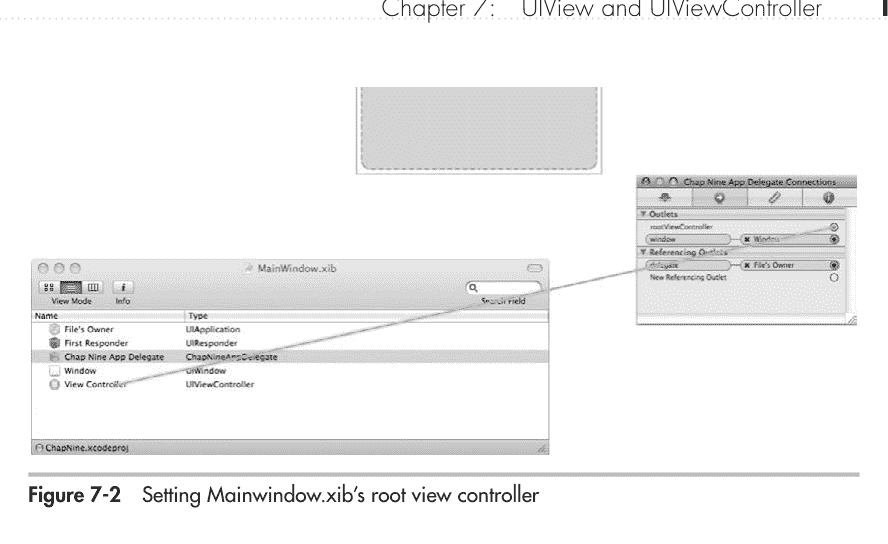 Chapter 7: UIView and UIViewController
Chap Nine App Delegate Connections
Outlets
rootViewController
window Window
Referencing Outlets
delegate File's Owner
New Referencing Outlet
MainWindow.xib
View Mode Info Search Field
Name Type
File's Owner UIApplication
First Responder UIResponder
Chap Nine App Delegate ChapNineAppDelegate
Window UIWindow
View Controller UIViewController
ChapNine.xcodeproj
Figure 7-2 Setting Mainwindow.xib's root view controller